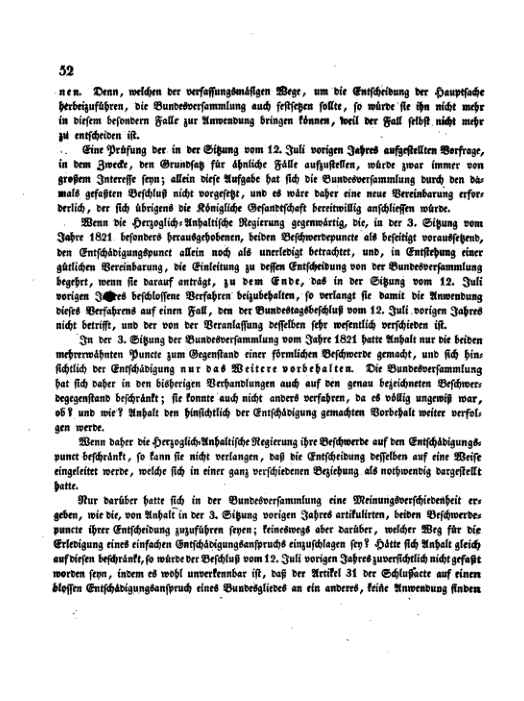 52
nen. Denn, welchen der verfassungsmäsigen Wege, um die Entscheidung der Hauptsache
herbeizuführen, die Bundesversammlung auch festsetzen sollte, so würde sie ihn nicht mehr
in diesem besondern Falle zur Anwendung bringen können, weil der Fall selbst nicht mehr
zu entscheiden ist.
Eine Prüfung der in der Sitzung vom 12. Juli vorigen Jahres aufgestellten Vorfrage,
in dem Zwecke, den Grundsatz für ähnliche Fälle aufzustellen, würde zwar immer von
großem Interesse seyn; allein diese Aufgabe hat sich die Bundesversammlung durch den da-
mals gefaßten Beschluß nicht vorgesetzt, und es wäre daher eine neue Vereinbarung erfor-
derlich, der sich übrigens die Königliche Gesandtschaft bereitwillig anschliessen würde.
Wenn die Herzoglich-Anhaltische Regierung gegenwärtig, die, in der 3. Sitzung vom
Jahre 1821 besonders herausgehobenen, beiden Beschwerdepuncte als beseitigt voraussetzend,
den Entschädigungspunct allein noch als unerledigt betrachtet, und, in Entstehung einer
gütlichen Vereinbarung, die Einleitung zu dessen Entscheidung von der Bundesversammlung
begehrt, wenn sie darauf anträgt, zu dem Ende, das in der Sitzung vom 12. Juli
vorigen Jahres beschlossene Verfahren beizubehalten, so verlangt sie damit die Anwendung
dieses Verfahrens auf einen Fall, den der Bundestagsbeschluß vom 12. Juli vorigen Jahres
nicht betrifft, und der von der Veranlassung desselben sehr wesentlich verschieden ist.
In der 3. Sitzung der Bundesversammlung vom Jahre 1821 hatte Anhalt nur die beiden
mehrerwähnten Puncte zum Gegenstand einer förmlichen Beschwerde gemacht, und sich hin-
sichtlich der Entschädigung nur das Weitere vorbehalten. Die Bundesversammlung
hat sich daher in den bisherigen Verhandlungen auch auf den genau bezeichneten Beschwer-
degegenstand beschränkt; sie konnte auch nicht anders verfahren, da es völlig ungewiß war,
ob? und wie? Anhalt den hinsichtlich der Entschädigung gemachten Vorbehalt weiter verfol-
gen werde.
Wenn daher die Herzoglich-Anhaltische Regierung ihre Beschwerde auf den Entschädigungs-
punct beschränkt, so kann sie nicht verlangen, daß die Entscheidung desselben auf eine Weise
eingeleitet werde, welche sich in einer ganz verschiedenen Beziehung als nothwendig dargestellt
hatte.
Nur darüber hatte sich in der Bundesversammlung eine Meinungsverschiedenheit er-
geben, wie die, von Anhalt in der 3. Sitzung vorigen Jahres artikulirten, beiden Beschwerde-
puncte ihrer Entscheidung zuzuführen seyen; keineswegs aber darüber, welcher Weg für die
Erledigung eines einfachen Entschädigungsanspruchs einzuschlagen sey? Hätte sich Anhalt gleich
auf diesen beschränkt, so würde der Beschluß vom 12. Juli vorigen Jahres zuversichtlich nicht gefaßt
worden seyn, indem es wohl unverkennbar ist, daß der Artikel 31 der Schlußacte auf einen
blossen Entschädigungsanspruch eines Bundesgliedes an ein anderes, keine Anwendung finden